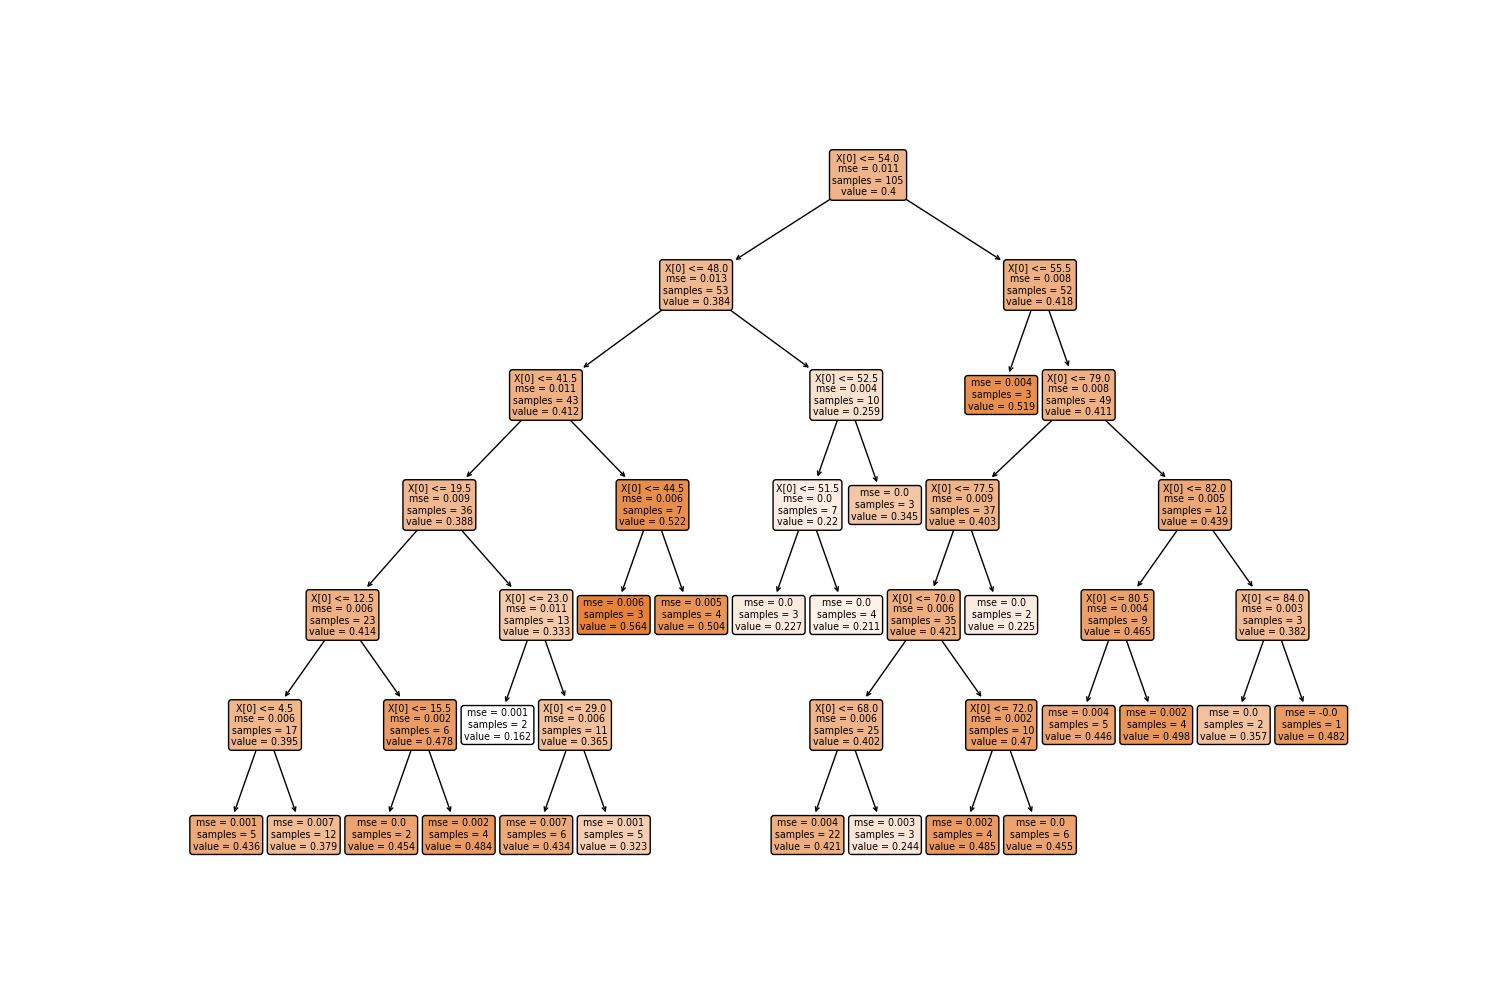 X[0] <= 54.0
mse = 0.011
samples = 105
value = 0.4
X[0] <= 48.0
mse = 0.013
samples = 53
value = 0.384
X[0] <= 55.5
mse = 0.008
samples = 52
value = 0.418
X[0] <= 41.5
mse = 0.011
samples = 43
value = 0.412
X[0] <= 52.5
mse = 0.004
samples = 10
value = 0.259
mse = 0.004
samples = 3
value = 0.519
X[0] <= 79.0
mse = 0.008
samples = 49
value = 0.411
X[0] <= 19.5
mse = 0.009
samples = 36
value = 0.388
X[0] <= 44.5
mse = 0.006
samples = 7
value = 0.522
X[0] <= 51.5
mse = 0.0
samples = 7
value = 0.22
mse = 0.0
samples = 3
value = 0.345
X[0] <= 77.5
mse = 0.009
samples = 37
value = 0.403
X[0] <= 82.0
mse = 0.005
samples = 12
value = 0.439
X[0] <= 12.5
mse = 0.006
samples = 23
value = 0.414
X[0] <= 23.0
mse = 0.011
samples = 13
value = 0.333
mse = 0.006
samples = 3
value = 0.564
mse = 0.005
samples = 4
value = 0.504
mse = 0.0
samples = 3
value = 0.227
mse = 0.0
samples = 4
value = 0.211
X[0] <= 70.0
mse = 0.006
samples = 35
value = 0.421
mse = 0.0
samples = 2
value = 0.225
X[0] <= 80.5
mse = 0.004
samples = 9
value = 0.465
X[0] <= 84.0
mse = 0.003
samples = 3
value = 0.382
X[0] <= 4.5
mse = 0.006
samples = 17
value = 0.395
X[0] <= 15.5
mse = 0.002
samples = 6
value = 0.478
mse = 0.001
samples = 2
value = 0.162
X[0] <= 29.0
mse = 0.006
samples = 11
value = 0.365
X[0] <= 68.0
mse = 0.006
samples = 25
value = 0.402
X[0] <= 72.0
mse = 0.002
samples = 10
value = 0.47
mse = 0.004
samples = 5
value = 0.446
mse = 0.002
samples = 4
value = 0.498
mse = 0.0
samples = 2
value = 0.357
mse = -0.0
samples = 1
value = 0.482
mse = 0.001
samples = 5
value = 0.436
mse = 0.007
samples = 12
value = 0.379
mse = 0.0
samples = 2
value = 0.454
mse = 0.002
samples = 4
value = 0.484
mse = 0.007
samples = 6
value = 0.434
mse = 0.001
samples = 5
value = 0.323
mse = 0.004
samples = 22
value = 0.421
mse = 0.003
samples = 3
value = 0.244
mse = 0.002
samples = 4
value = 0.485
mse = 0.0
samples = 6
value = 0.455